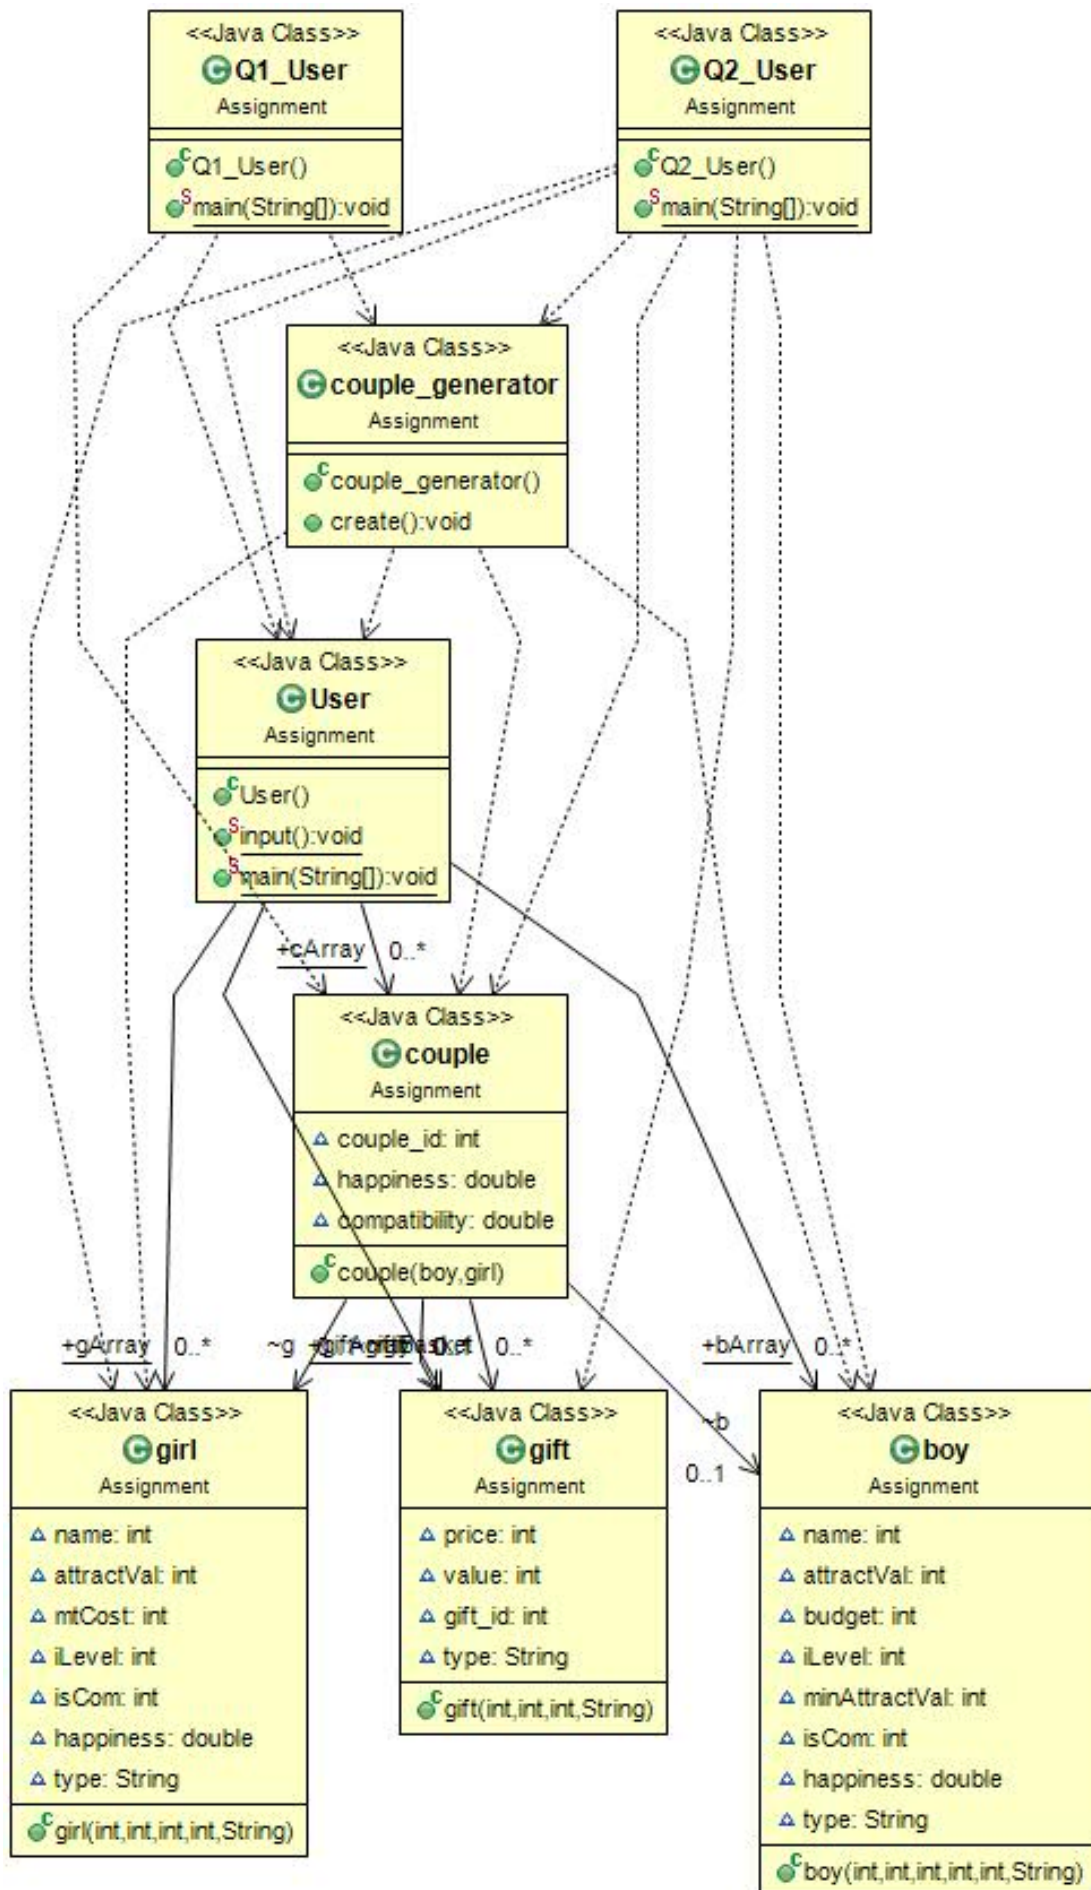 <<Java Class>>
Q1_User
Assignment
Q1_User()
main(String[]):void
<<Java Class>>
Q2_User
Assignment
Q2_User()
main(String[]):void
<<Java Class>>
couple_generator
Assignment
couple_generator()
create():void
<<Java Class>>
User
Assignment
User()
input():void
main(String[]):void
+cArray 0..*
<<Java Class>>
couple
Assignment
couple_id: int
happiness: double
compatibility: double
couple(boy,girl)
+gArray 0..*
~g
0..*
+bArray 0..*
~b
0..1
<<Java Class>>
girl
Assignment
name: int
attractVal: int
mtCost: int
iLevel: int
isCom: int
happiness: double
type: String
girl(int,int,int,int,String)
<<Java Class>>
gift
Assignment
price: int
value: int
gift_id: int
type: String
gift(int,int,int,String)
<<Java Class>>
boy
Assignment
name: int
attractVal: int
budget: int
iLevel: int
minAttractVal: int
isCom: int
happiness: double
type: String
boy(int,int,int,int,int,String)